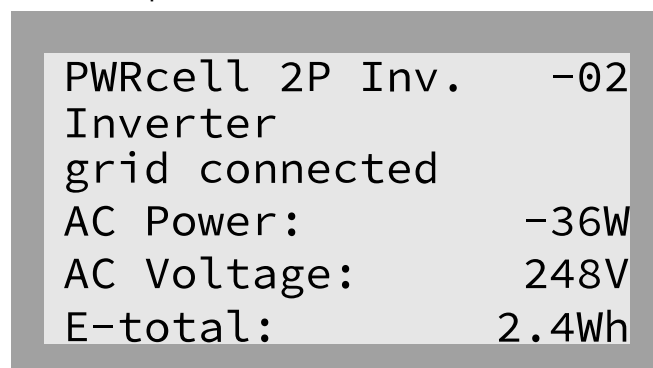 PWRcell 2P Inv. -02
Inverter
grid connected
AC Power: -36W
AC Voltage: 248V
E-total: 2.4Wh